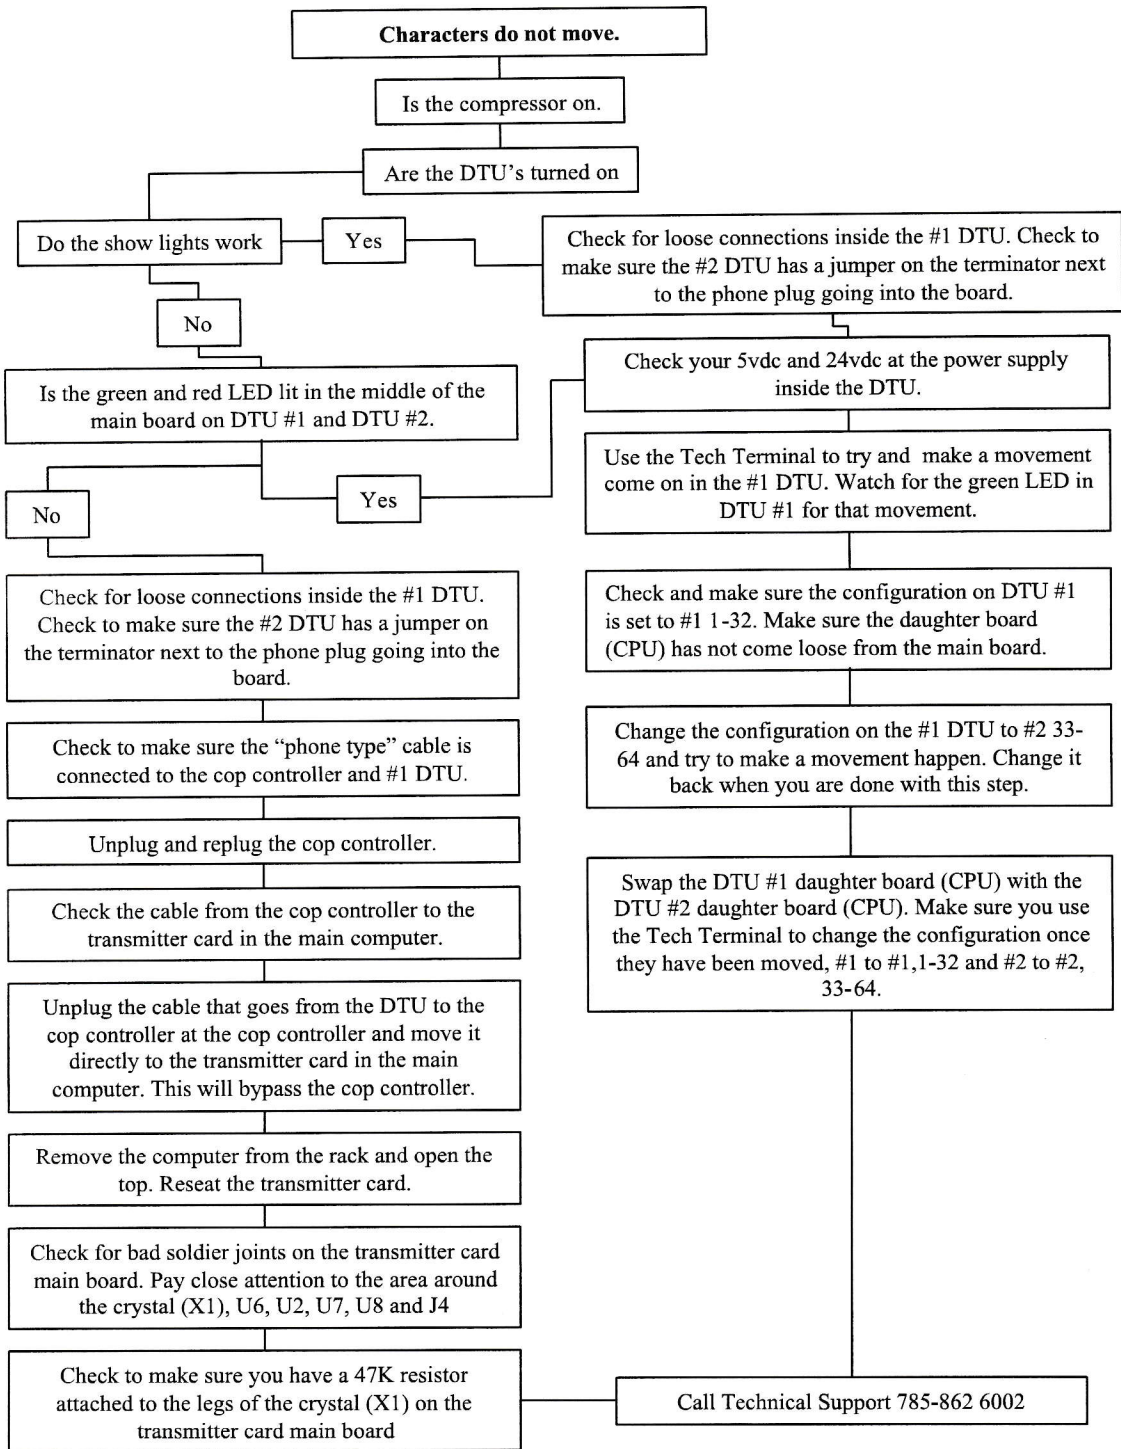 Characters do not move.
Is the compressor on.
Are the DTU's turned on
Do the show lights work
Yes
Check for loose connections inside the #1 DTU. Check to
make sure the #2 DTU has a jumper on the terminator next
to the phone plug going into the board.
No
Check your 5vdc and 24vdc at the power supply
inside the DTU.
Is the green and red LED lit in the middle of the
main board on DTU #1 and DTU #2.
Use the Tech Terminal to try and make a movement
come on in the #1 DTU. Watch for the green LED in
DTU #1 for that movement.
Yes
No
Check and make sure the configuration on DTU #1
is set to #1 1-32. Make sure the daughter board
(CPU) has not come loose from the main board.
Check for loose connections inside the #1 DTU.
Check to make sure the #2 DTU has a jumper on
the terminator next to the phone plug going into the
board.
Change the configuration on the #1 DTU to #2 33-
64 and try to make a movement happen. Change it
back when you are done with this step.
Check to make sure the “phone type” cable is
connected to the cop controller and #1 DTU.
Unplug and replug the cop controller.
Swap the DTU #1 daughter board (CPU) with the
DTU #2 daughter board (CPU). Make sure you use
the Tech Terminal to change the configuration once
they have been moved, #1 to #1,1-32 and #2 to #2,
33-64.
Check the cable from the cop controller to the
transmitter card in the main computer.
Unplug the cable that goes from the DTU to the
cop controller at the cop controller and move it
directly to the transmitter card in the main
computer. This will bypass the cop controller.
Remove the computer from the rack and open the
top. Reseat the transmitter card.
Check for bad soldier joints on the transmitter card
main board. Pay close attention to the area around
the crystal (X1), U6, U2, U7, U8 and J4
Check to make sure you have a 47K resistor
attached to the legs of the crystal (X1) on the
transmitter card main board
Call Technical Support 785-862 6002